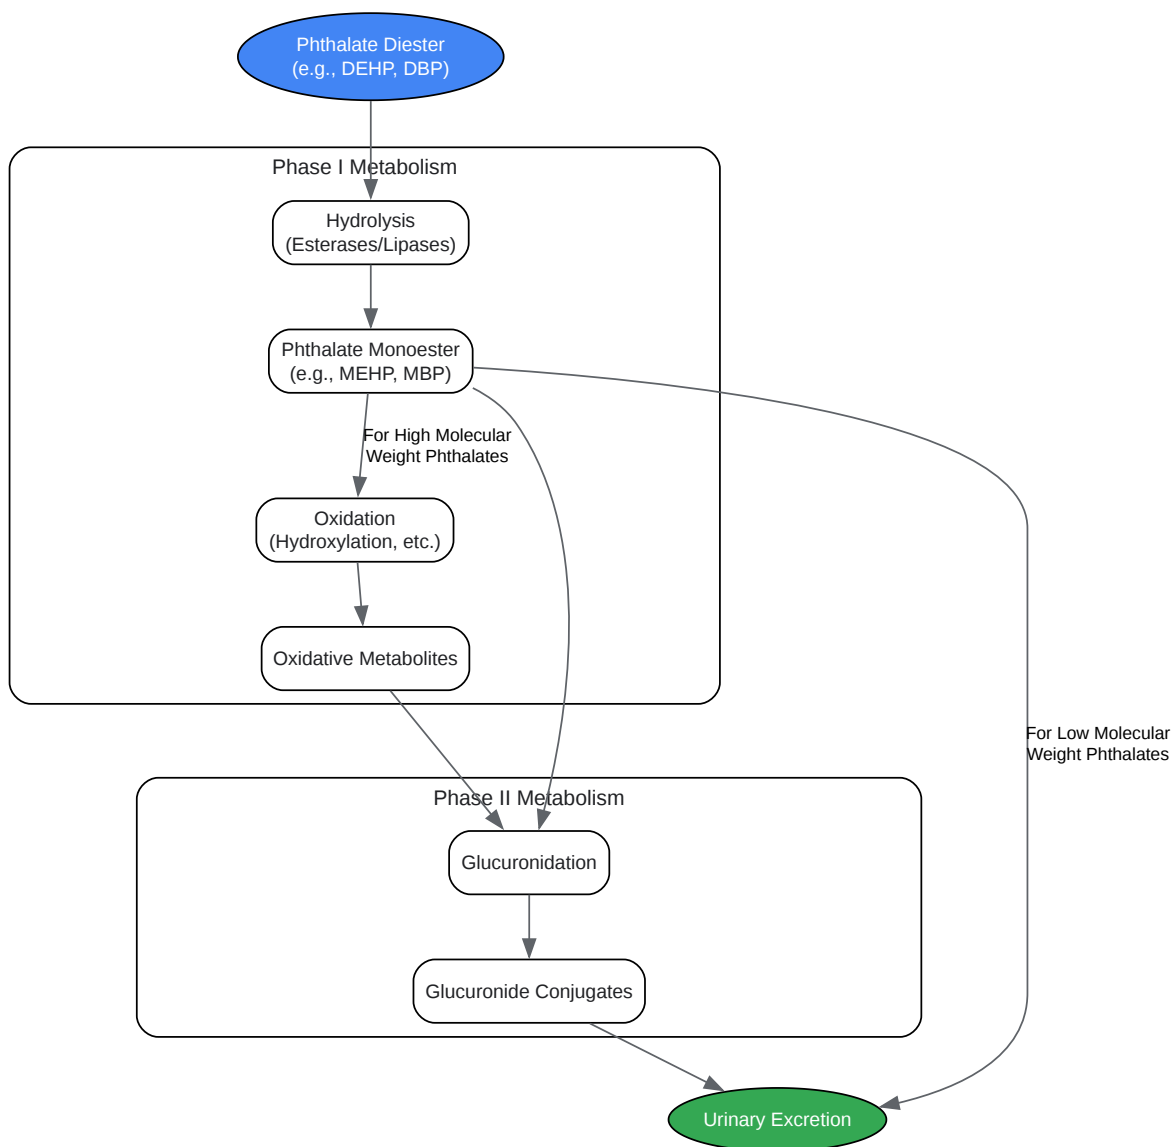 Phthalate Diester
(e.g., DEHP, DBP)
Phase I Metabolism
Hydrolysis
(Esterases/Lipases)
Phthalate Monoester
(e.g., MEHP, MBP)
For High Molecular
Weight Phthalates
Oxidation
(Hydroxylation, etc.)
Oxidative Metabolites
For Low Molecular
Weight Phthalates
Phase II Metabolism
Glucuronidation
Glucuronide Conjugates
Urinary Excretion